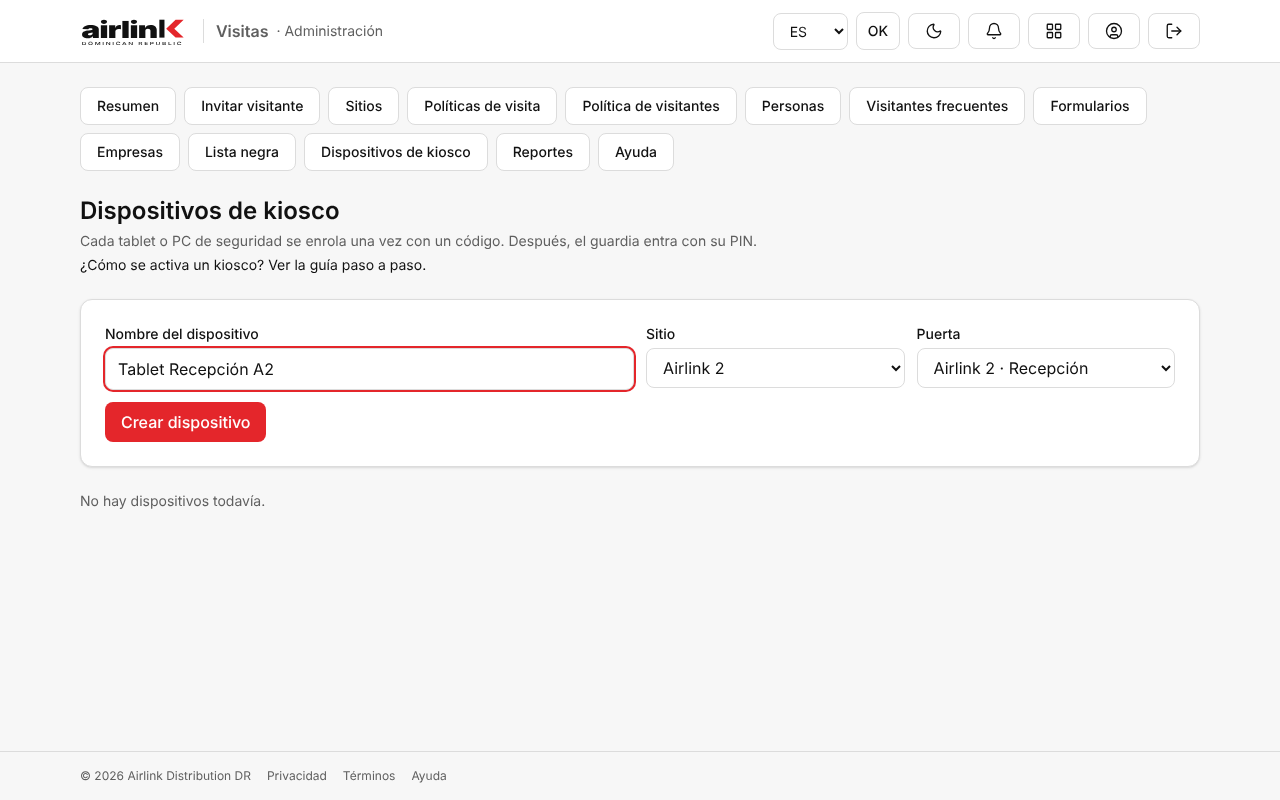 airlink
DOMINICAN REPUBLIC
Visitas · Administración
ES
OK
Resumen
Invitar visitante
Sitios
Políticas de visita
Política de visitantes
Personas
Visitantes frecuentes
Formularios
Empresas
Lista negra
Dispositivos de kiosco
Reportes
Ayuda
Dispositivos de kiosco
Cada tablet o PC de seguridad se enrola una vez con un código. Después, el guardia entra con su PIN.
¿Cómo se activa un kiosco? Ver la guía paso a paso.
Nombre del dispositivo
Tablet Recepción A2
Sitio
Airlink 2
Puerta
Airlink 2 · Recepción
Crear dispositivo
No hay dispositivos todavía.
© 2026 Airlink Distribution DR
Privacidad
Términos
Ayuda